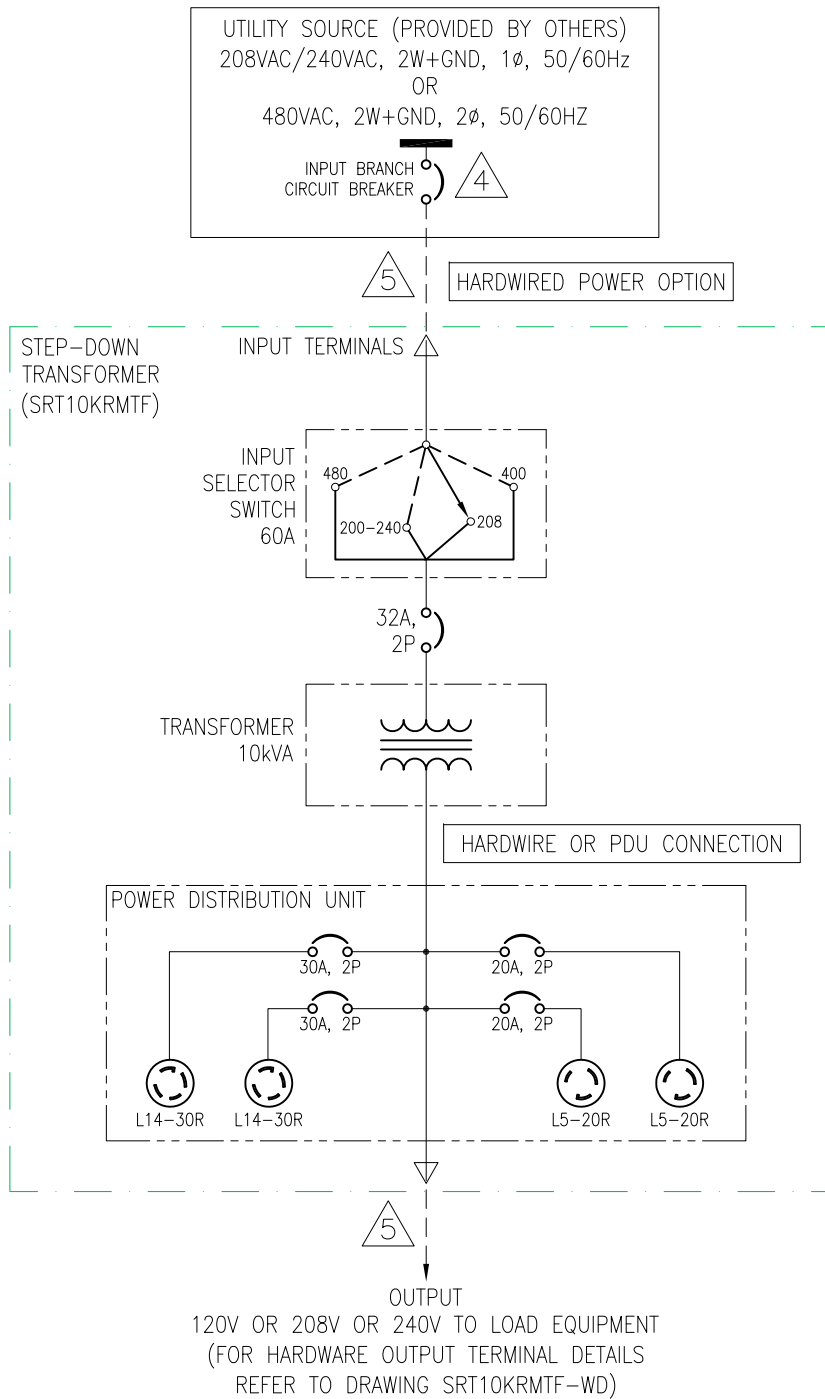 UTILITY SOURCE (PROVIDED BY OTHERS)
208VAC/240VAC, 2W+GND, 1ø, 50/60Hz
OR
480VAC, 2W+GND, 2ø, 50/60HZ
INPUT BRANCH
CIRCUIT BREAKER
4
5
HARDWIRED POWER OPTION
STEP-DOWN
TRANSFORMER
(SRT10KRMTF)
INPUT TERMINALS
INPUT
SELECTOR
SWITCH
60A
480
400
200-240
208
32A,
2P
TRANSFORMER
10kVA
HARDWIRE OR PDU CONNECTION
POWER DISTRIBUTION UNIT
30A, 2P
20A, 2P
30A, 2P
20A, 2P
L14-30R
L14-30R
L5-20R
L5-20R
5
OUTPUT
120V OR 208V OR 240V TO LOAD EQUIPMENT
(FOR HARDWARE OUTPUT TERMINAL DETAILS
REFER TO DRAWING SRT10KRMTF-WD)